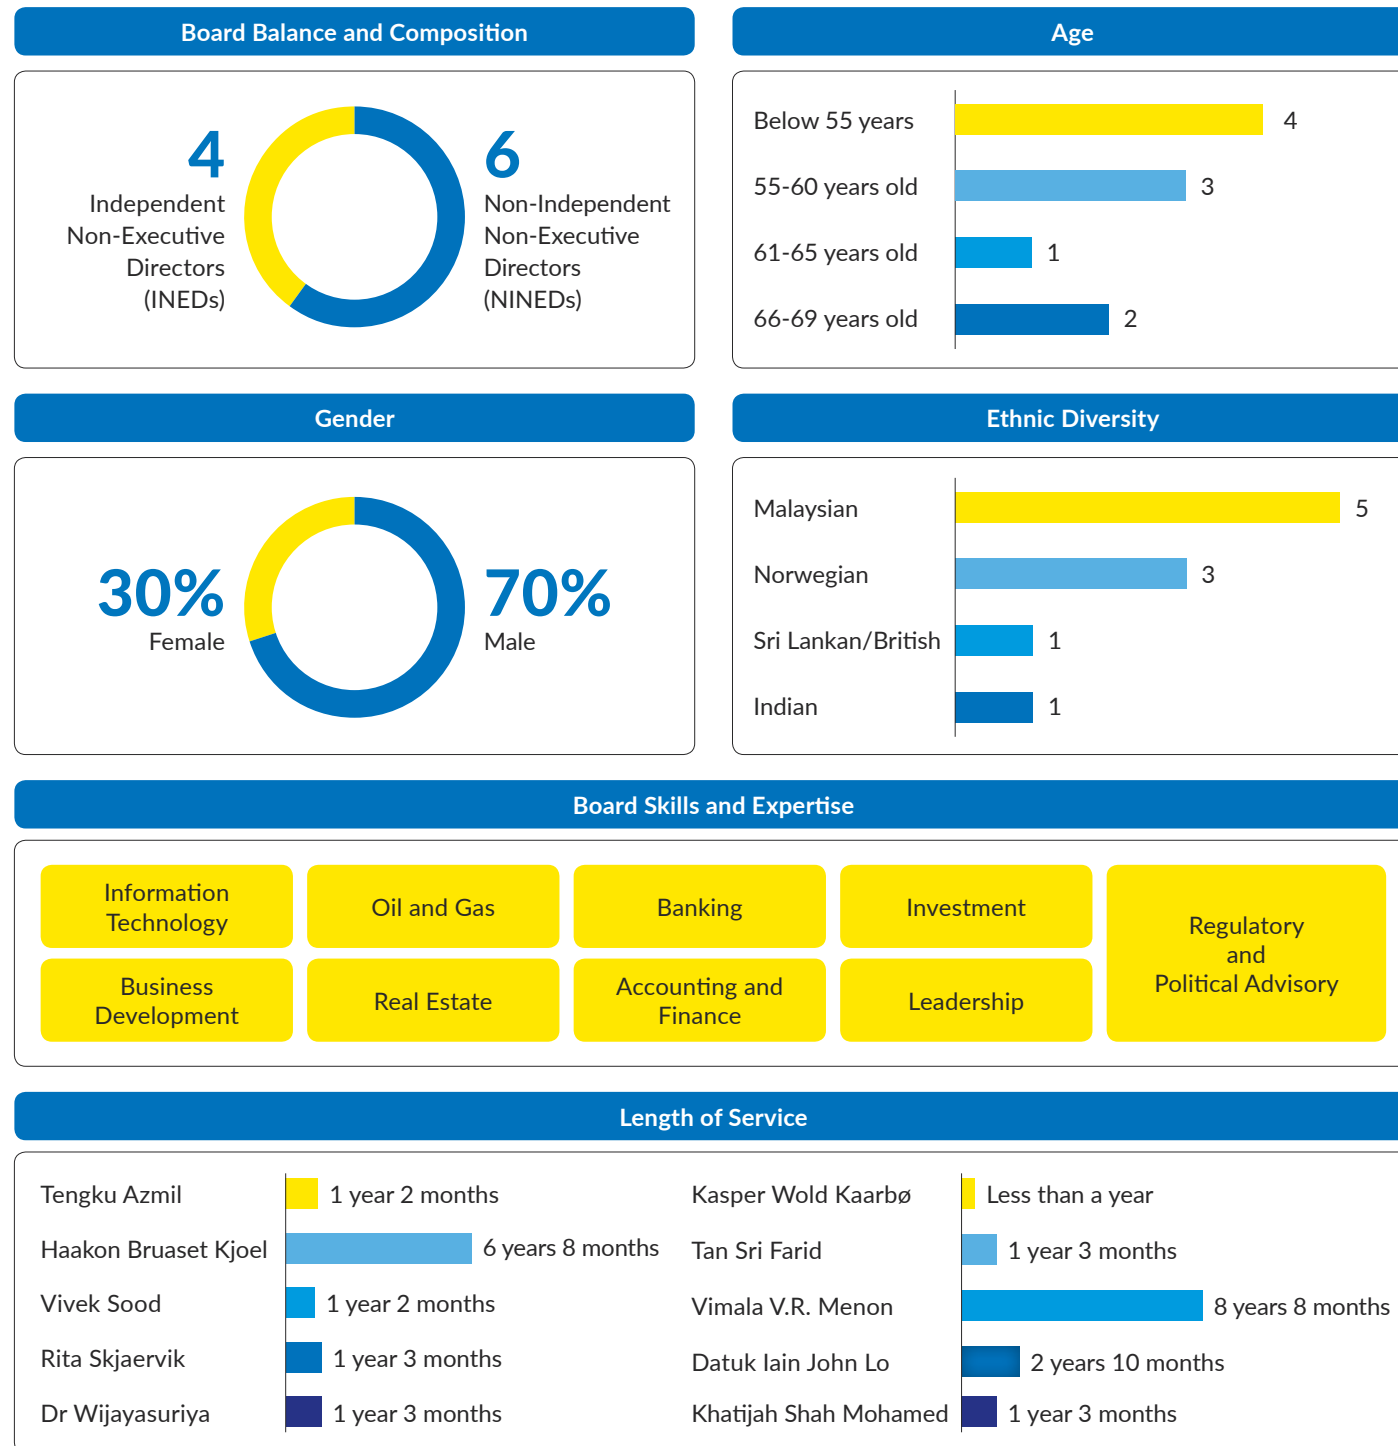 Board Balance and Composition
4
Independent
Non-Executive
Directors
(INEDs)
6
Non-Independent
Non-Executive
Directors
(NINEDs)
Age
Below 55 years
4
55-60 years old
3
61-65 years old
1
66-69 years old
2
Gender
30%
Female
70%
Male
Ethnic Diversity
Malaysian
5
Norwegian
3
Sri Lankan/British
1
Indian
1
Board Skills and Expertise
Information
Technology
Oil and Gas
Banking
Investment
Regulatory
and
Political Advisory
Business
Development
Real Estate
Accounting and
Finance
Leadership
Length of Service
Tengku Azmil
1 year 2 months
Haakon Bruaset Kjoel
6 years 8 months
Vivek Sood
1 year 2 months
Rita Skjaervik
1 year 3 months
Dr Wijayasuriya
1 year 3 months
Kasper Wold Kaarbø
Less than a year
Tan Sri Farid
1 year 3 months
Vimala V.R. Menon
8 years 8 months
Datuk Iain John Lo
2 years 10 months
Khatijah Shah Mohamed
1 year 3 months